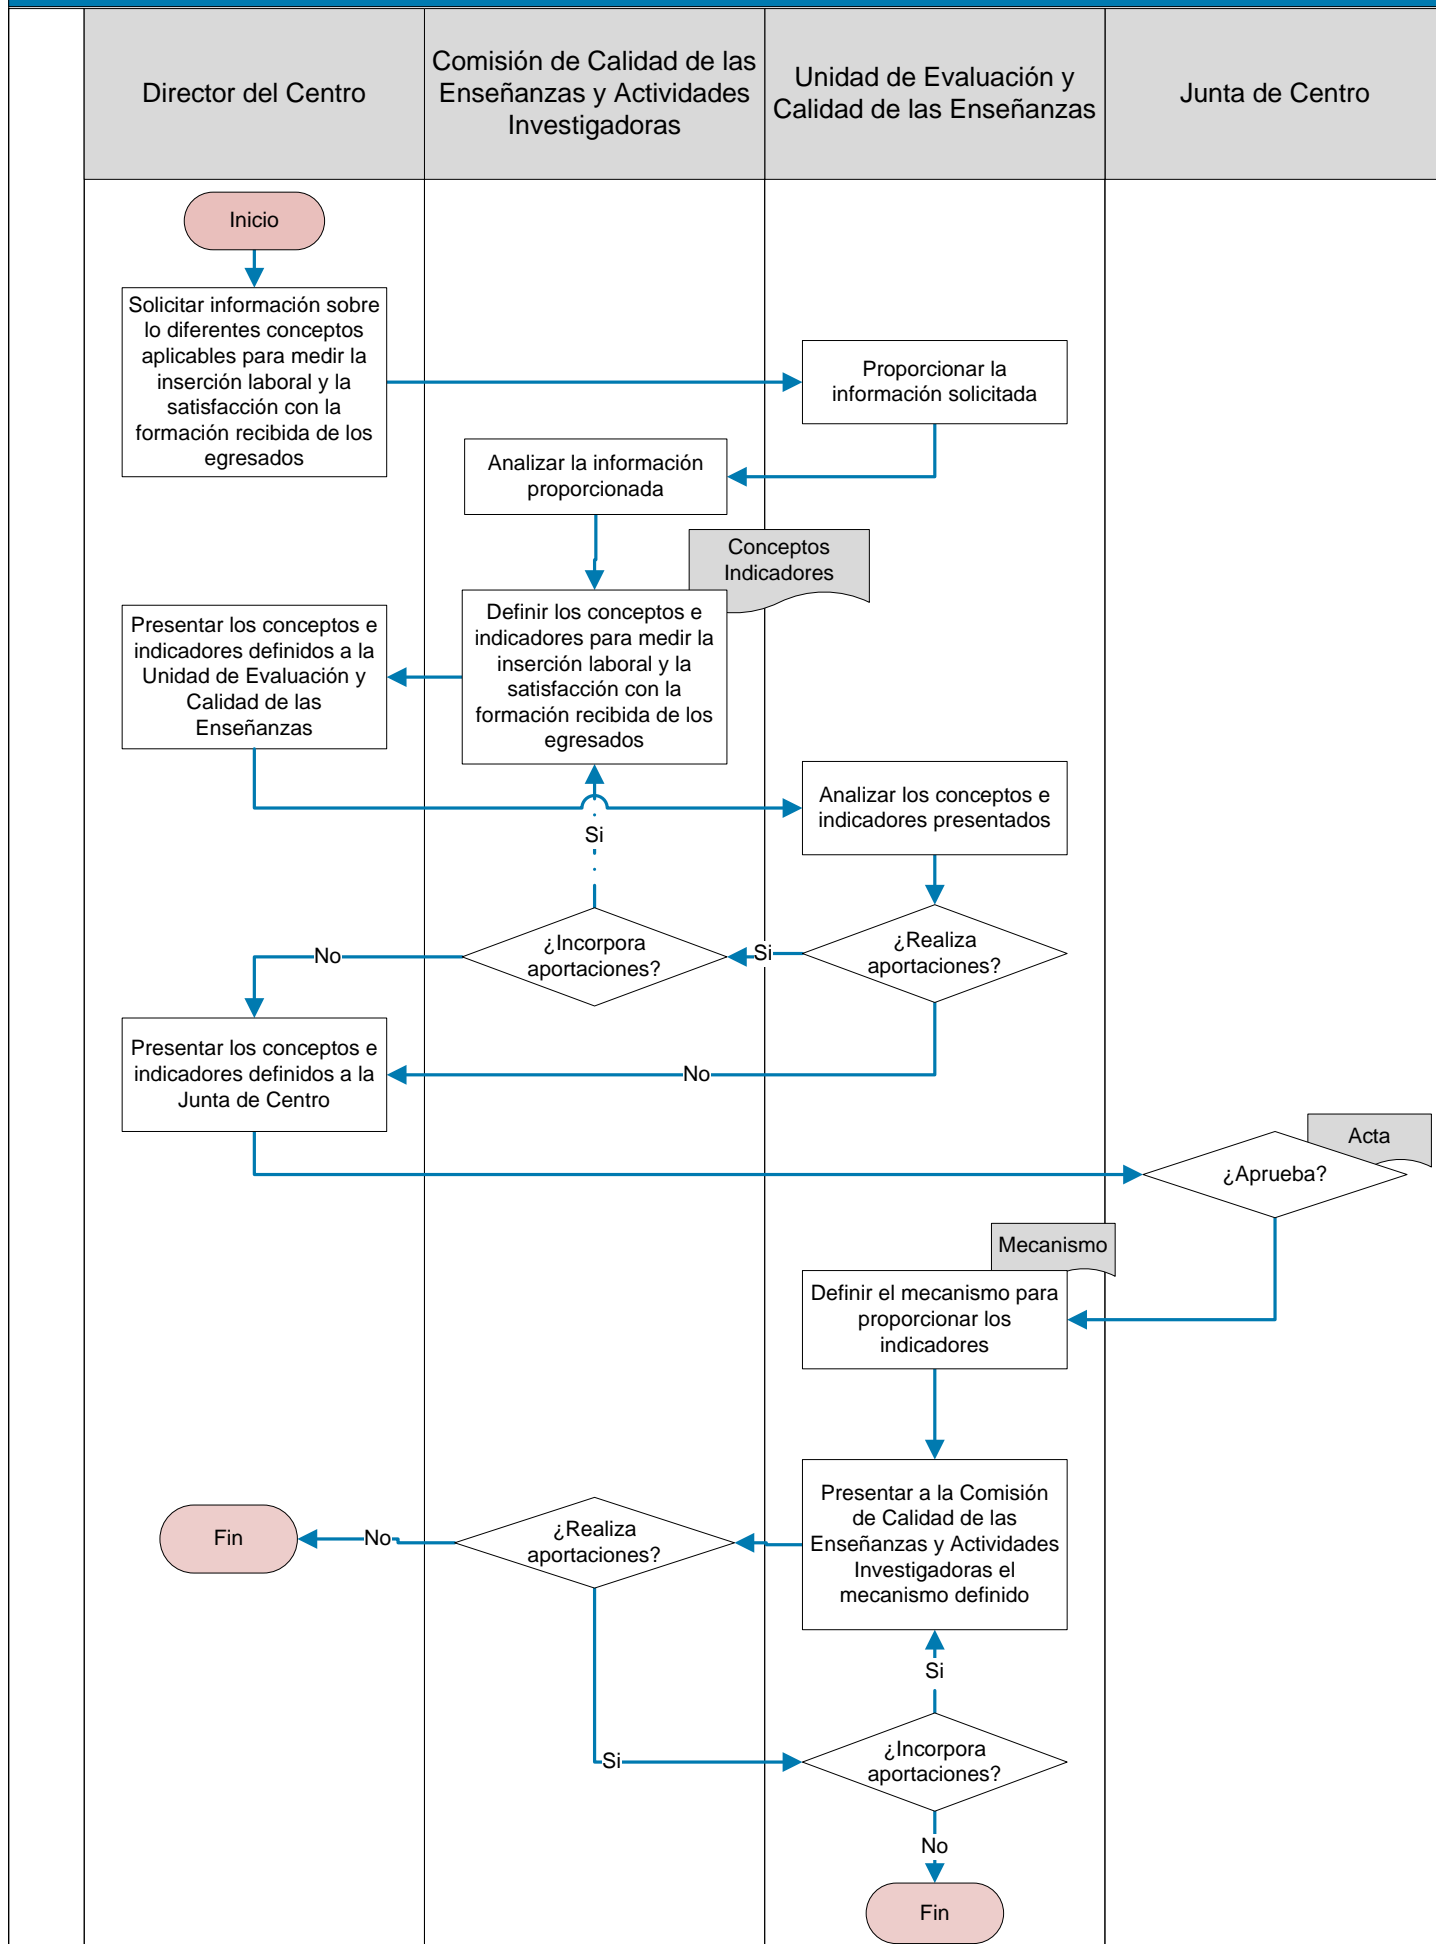 Director del Centro
Comisión de Calidad de las
Enseñanzas y Actividades
Investigadoras
Unidad de Evaluación y
Calidad de las Enseñanzas
Junta de Centro
Inicio
Solicitar información sobre
lo diferentes conceptos
aplicables para medir la
inserción laboral y la
satisfacción con la
formación recibida de los
egresados
Proporcionar la
información solicitada
Analizar la información
proporcionada
Conceptos
Indicadores
Definir los conceptos e
indicadores para medir la
inserción laboral y la
satisfacción con la
formación recibida de los
egresados
Presentar los conceptos e
indicadores definidos a la
Unidad de Evaluación y
Calidad de las
Enseñanzas
Analizar los conceptos e
indicadores presentados
Si
¿Realiza
aportaciones?
Si
¿Incorpora
aportaciones?
No
Presentar los conceptos e
indicadores definidos a la
Junta de Centro
No
Acta
¿Aprueba?
Mecanismo
Definir el mecanismo para
proporcionar los
indicadores
Presentar a la Comisión
de Calidad de las
Enseñanzas y Actividades
Investigadoras el
mecanismo definido
¿Realiza
aportaciones?
No
Fin
Si
Si
¿Incorpora
aportaciones?
No
Fin